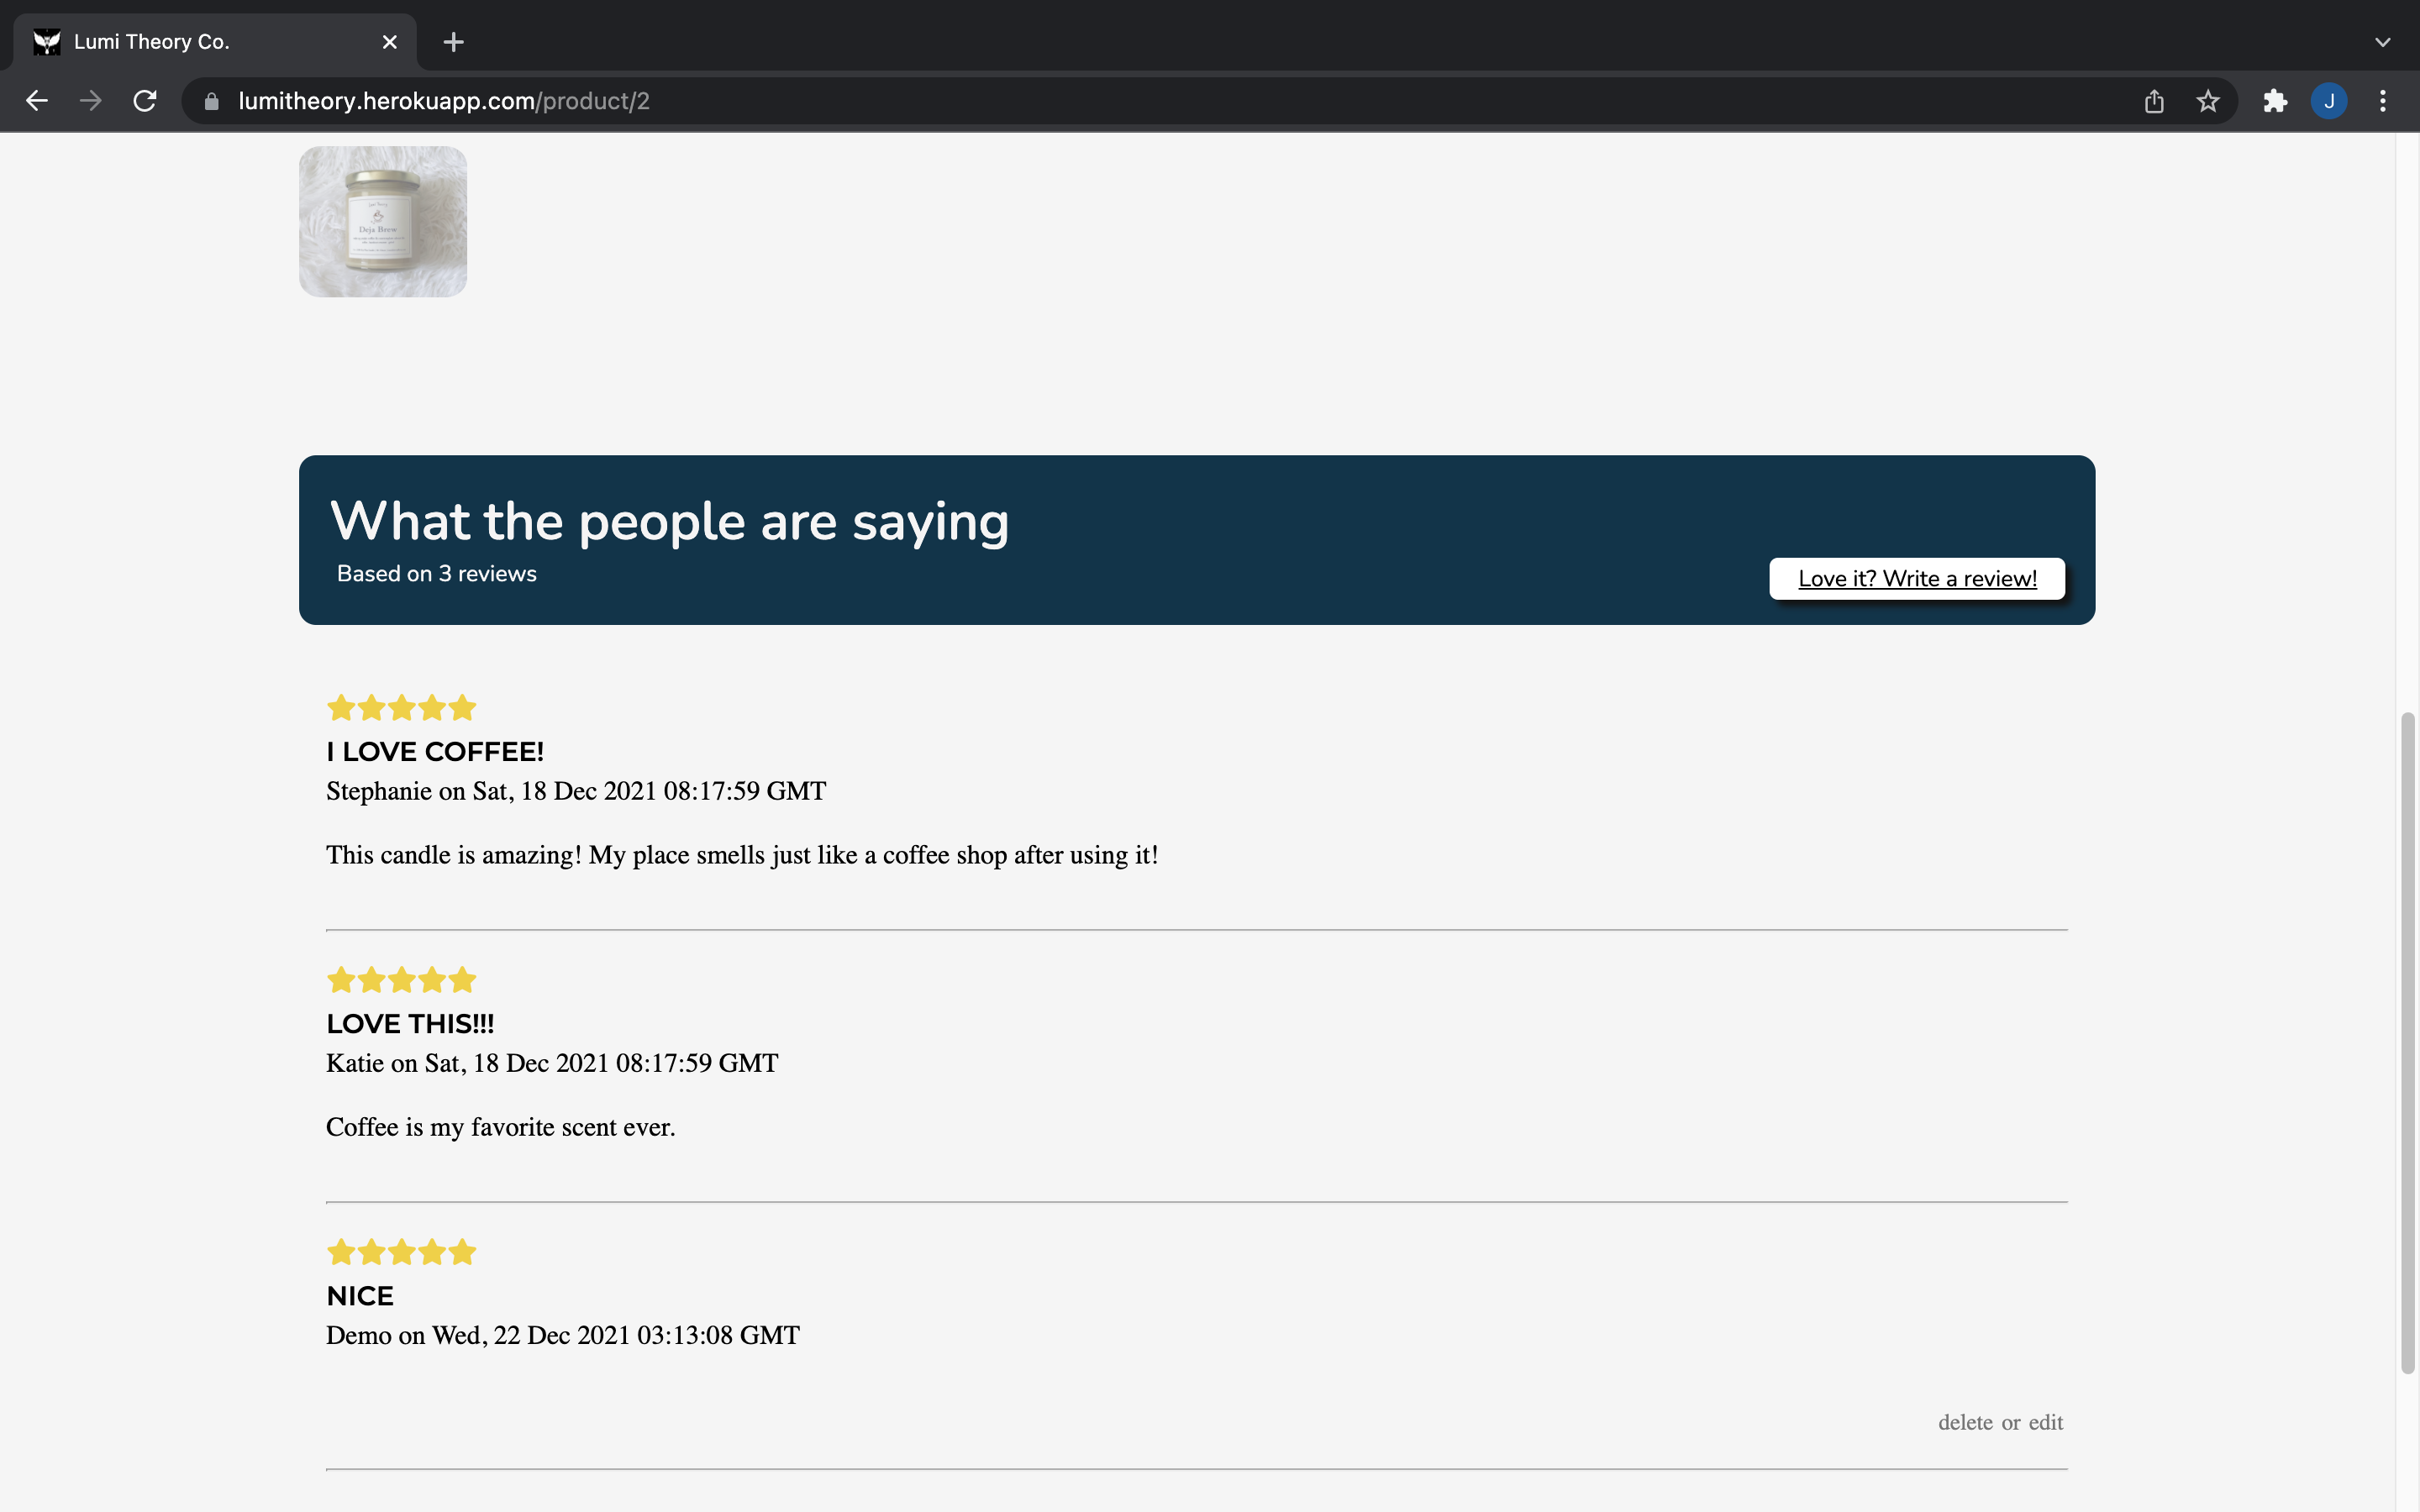 Lumi Theory Co.
lumitheory.herokuapp.com/product/2
J
Deja Brew
What the people are saying
Based on 3 reviews
Love it? Write a review!
I LOVE COFFEE!
Stephanie on Sat, 18 Dec 2021 08:17:59 GMT
This candle is amazing! My place smells just like a coffee shop after using it!
LOVE THIS!!!
Katie on Sat, 18 Dec 2021 08:17:59 GMT
Coffee is my favorite scent ever.
NICE
Demo on Wed, 22 Dec 2021 03:13:08 GMT
delete or edit